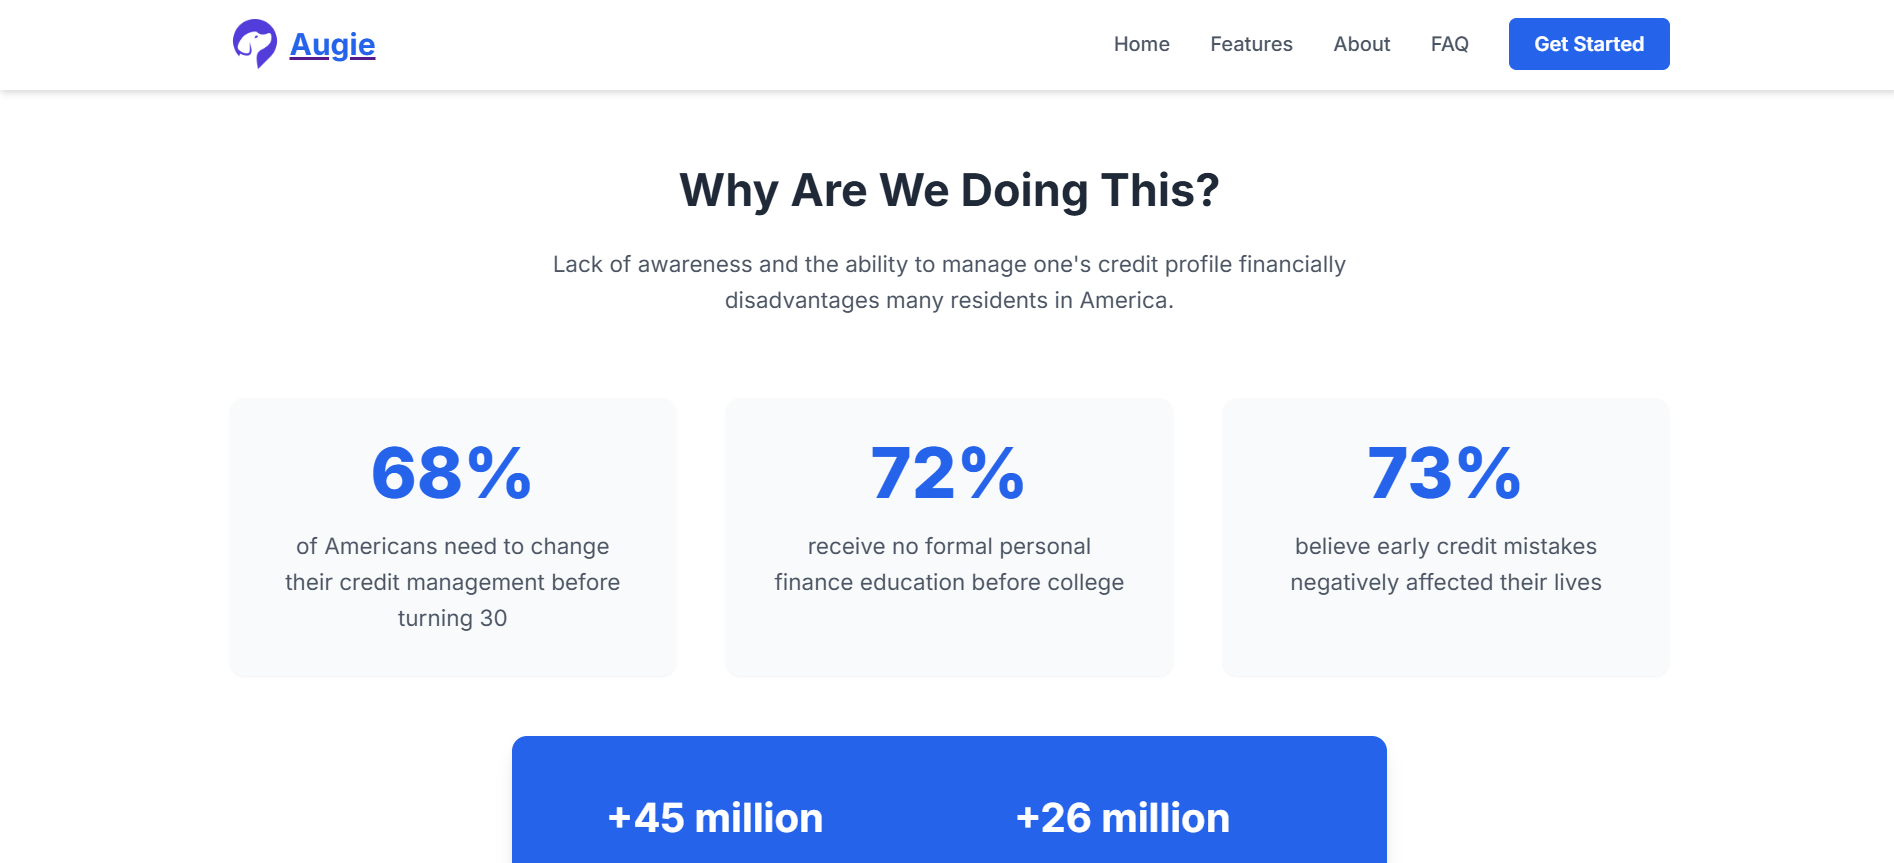 Augie
Home
Features
About
FAQ
Get Started
Why Are We Doing This?
Lack of awareness and the ability to manage one's credit profile financially
disadvantages many residents in America.
68%
of Americans need to change
their credit management before
turning 30
72%
receive no formal personal
finance education before college
73%
believe early credit mistakes
negatively affected their lives
+45 million
+26 million